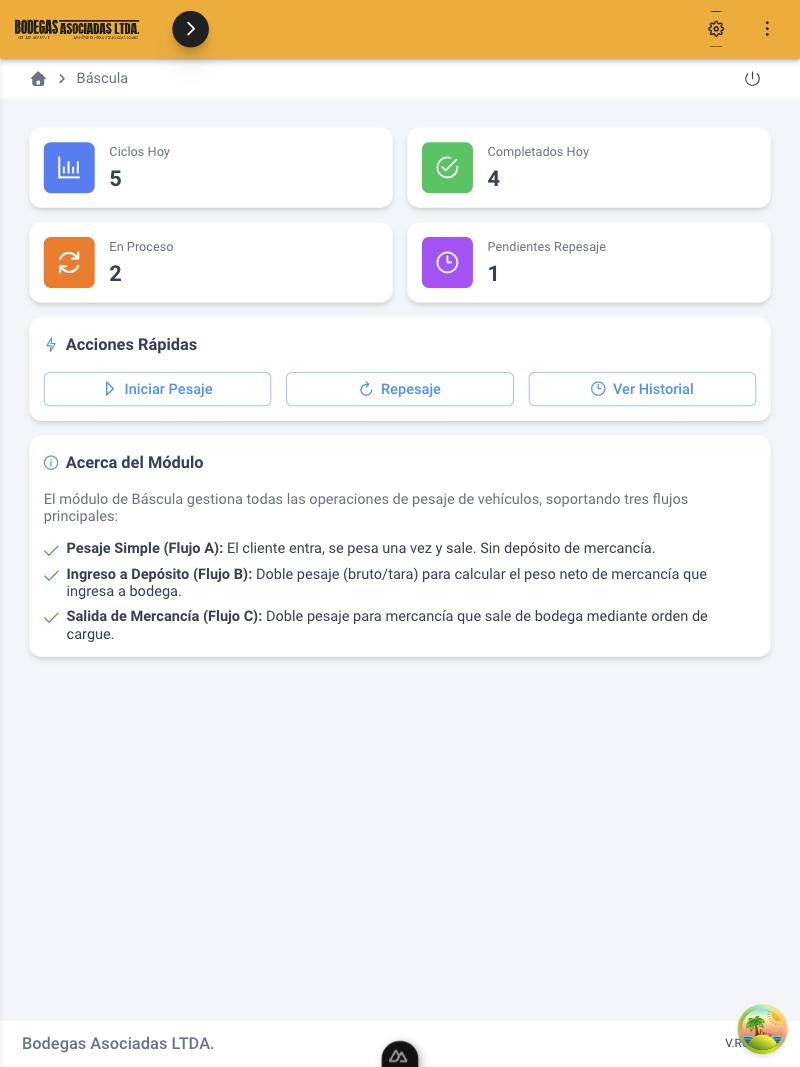 BODEGAS ASOCIADAS LTDA.
Báscula
Ciclos Hoy
5
Completados Hoy
4
En Proceso
2
Pendientes Repesaje
1
Acciones Rápidas
Iniciar Pesaje
Repesaje
Ver Historial
Acerca del Módulo
El módulo de Báscula gestiona todas las operaciones de pesaje de vehículos, soportando tres flujos
principales:
Pesaje Simple (Flujo A): El cliente entra, se pesa una vez y sale. Sin depósito de mercancía.
Ingreso a Depósito (Flujo B): Doble pesaje (bruto/tara) para calcular el peso neto de mercancía que
ingresa a bodega.
Salida de Mercancía (Flujo C): Doble pesaje para mercancía que sale de bodega mediante orden de
cargue.
Bodegas Asociadas LTDA.